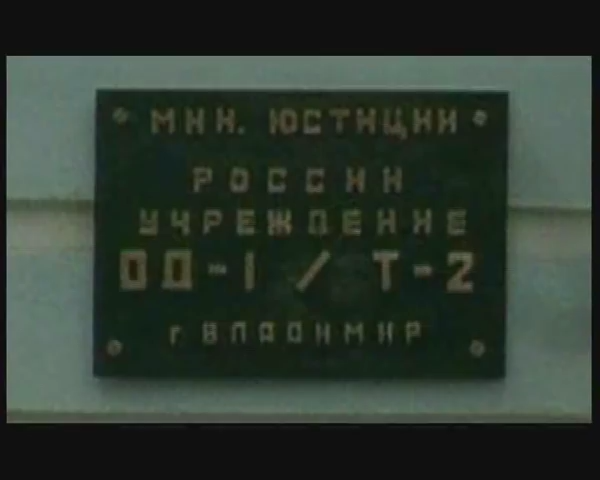 МИН. ЮСТИЦИИ
РОССИИ
УЧРЕЖДЕНИЕ
ОД-1 / Т-2
г. ВЛАДИМИР